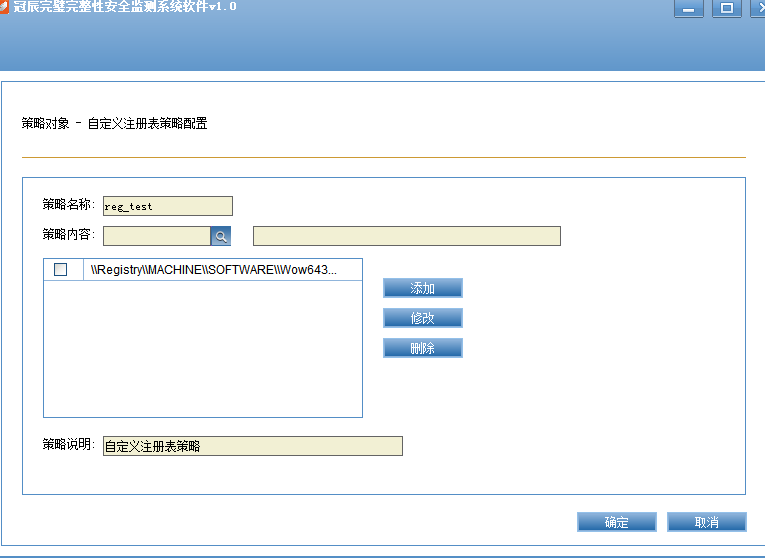 冠辰完璧完整性安全监测系统软件v1.0
策略对象 - 自定义注册表策略配置
策略名称: reg_test
策略内容:
\\Registry\\MACHINE\\SOFTWARE\\Wow643...
添加
修改
删除
策略说明: 自定义注册表策略
确定 取消